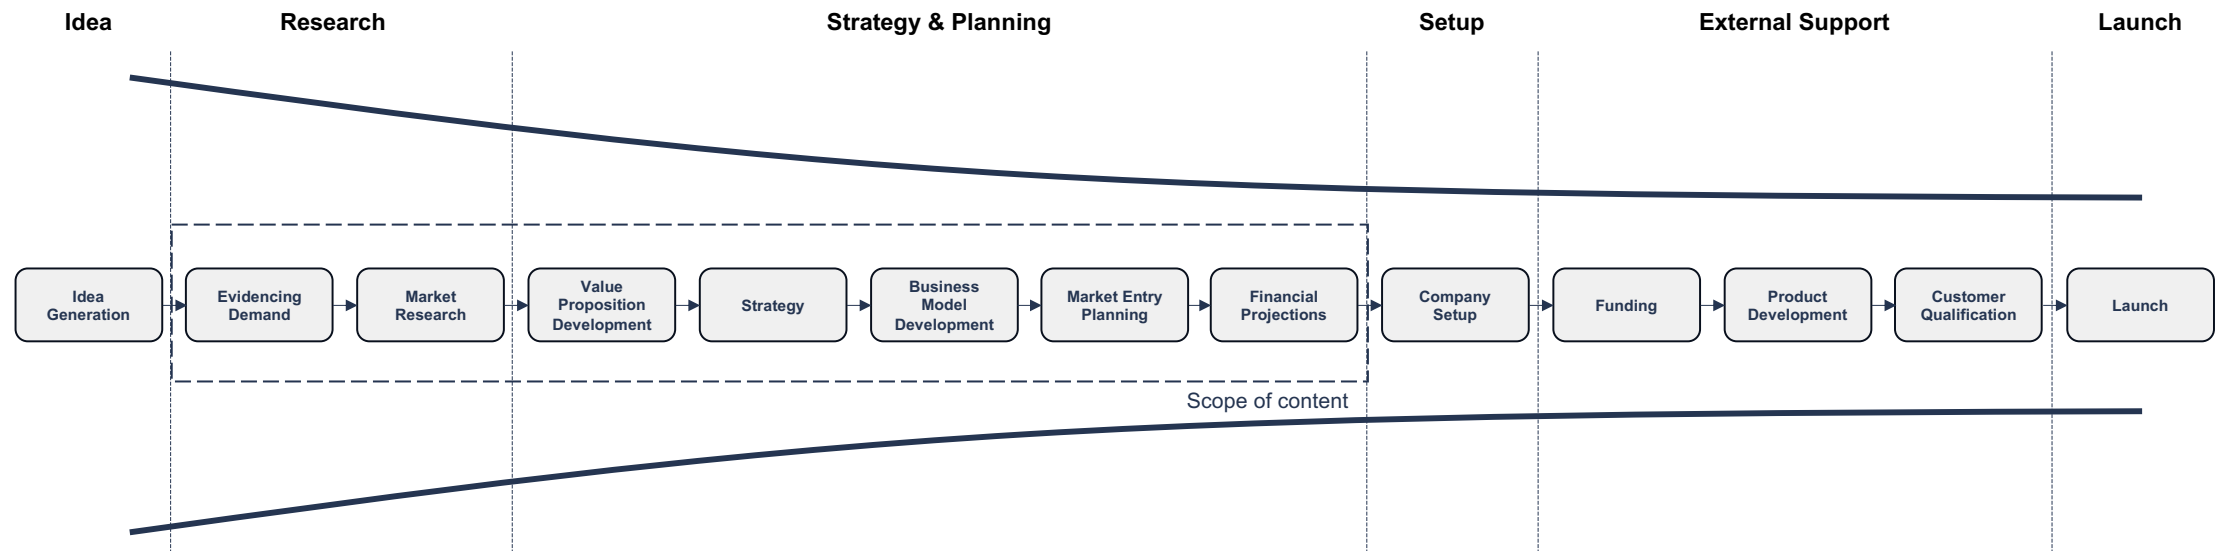 Idea
Research
Strategy & Planning
Setup
External Support
Launch
Idea
Generation
Evidencing
Demand
Market
Research
Value
Proposition
Development
Strategy
Business
Model
Development
Market Entry
Planning
Financial
Projections
Company
Setup
Funding
Product
Development
Customer
Qualification
Launch
Scope of content